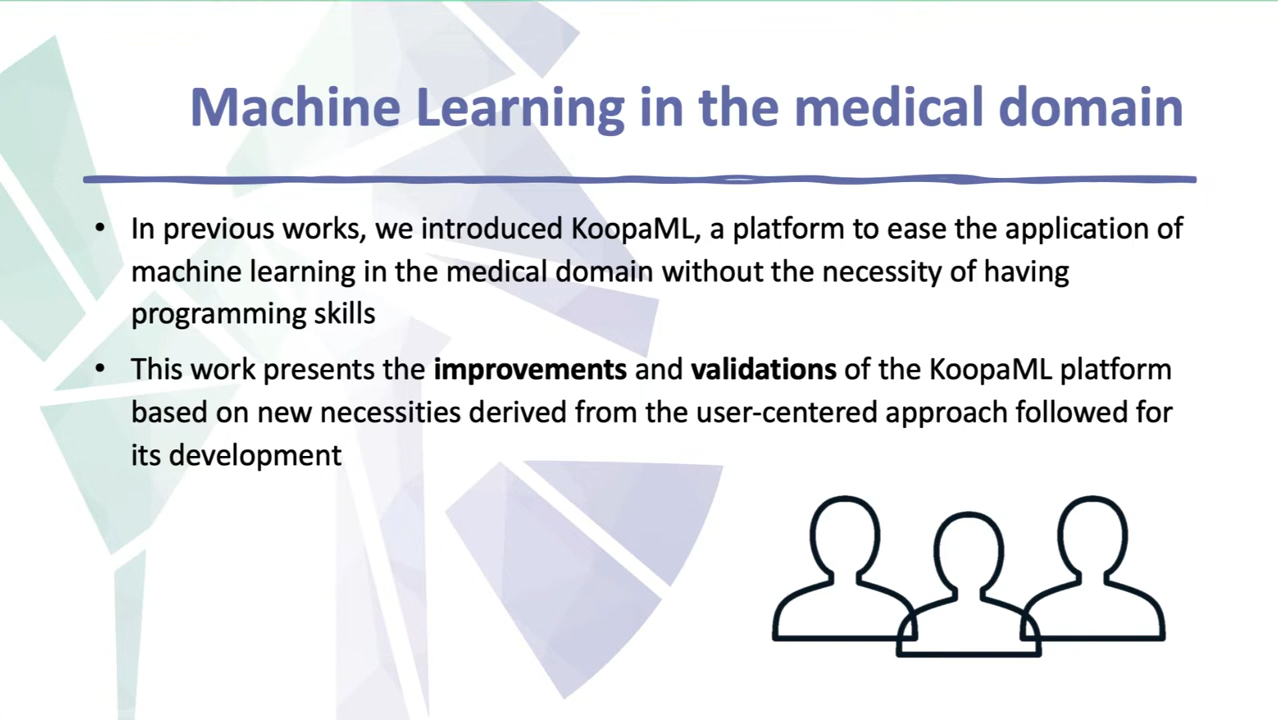 Machine Learning in the medical domain
• In previous works, we introduced KoopaML, a platform to ease the application of
machine learning in the medical domain without the necessity of having
programming skills
• This work presents the improvements and validations of the KoopaML platform
based on new necessities derived from the user-centered approach followed for
its development